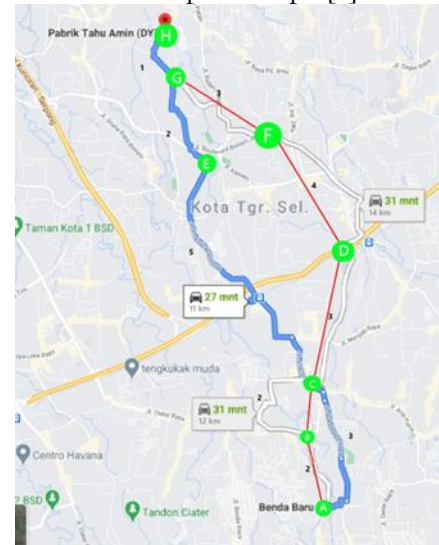 Pabrik Tahu Amin (DY
H
1
G
3
2
F
E
4
Kota Tgr. Sel.
31 mnt
14 km
Taman Kota 1 BSD
D
5
27 mnt
11 km
3
tengkukak muda
C
2
31 mnt
12 km
B
3
Centro Havana
2
2 BSD
Benda Baru
A
Tandon Ciater